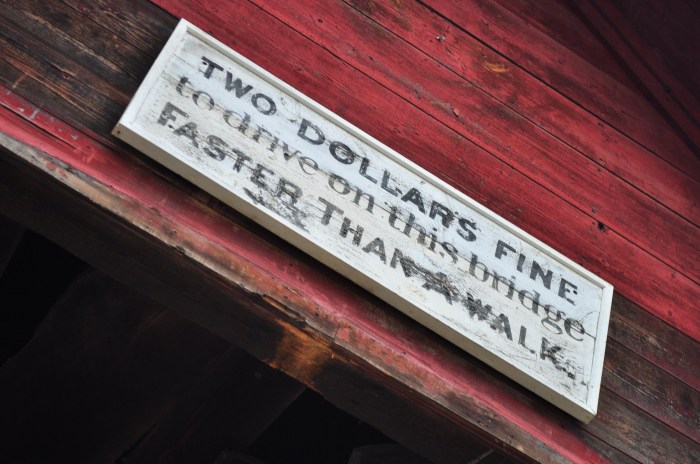 TWO DOLLARS FINE
to drive on this bridge
FASTER THAN A WALK.